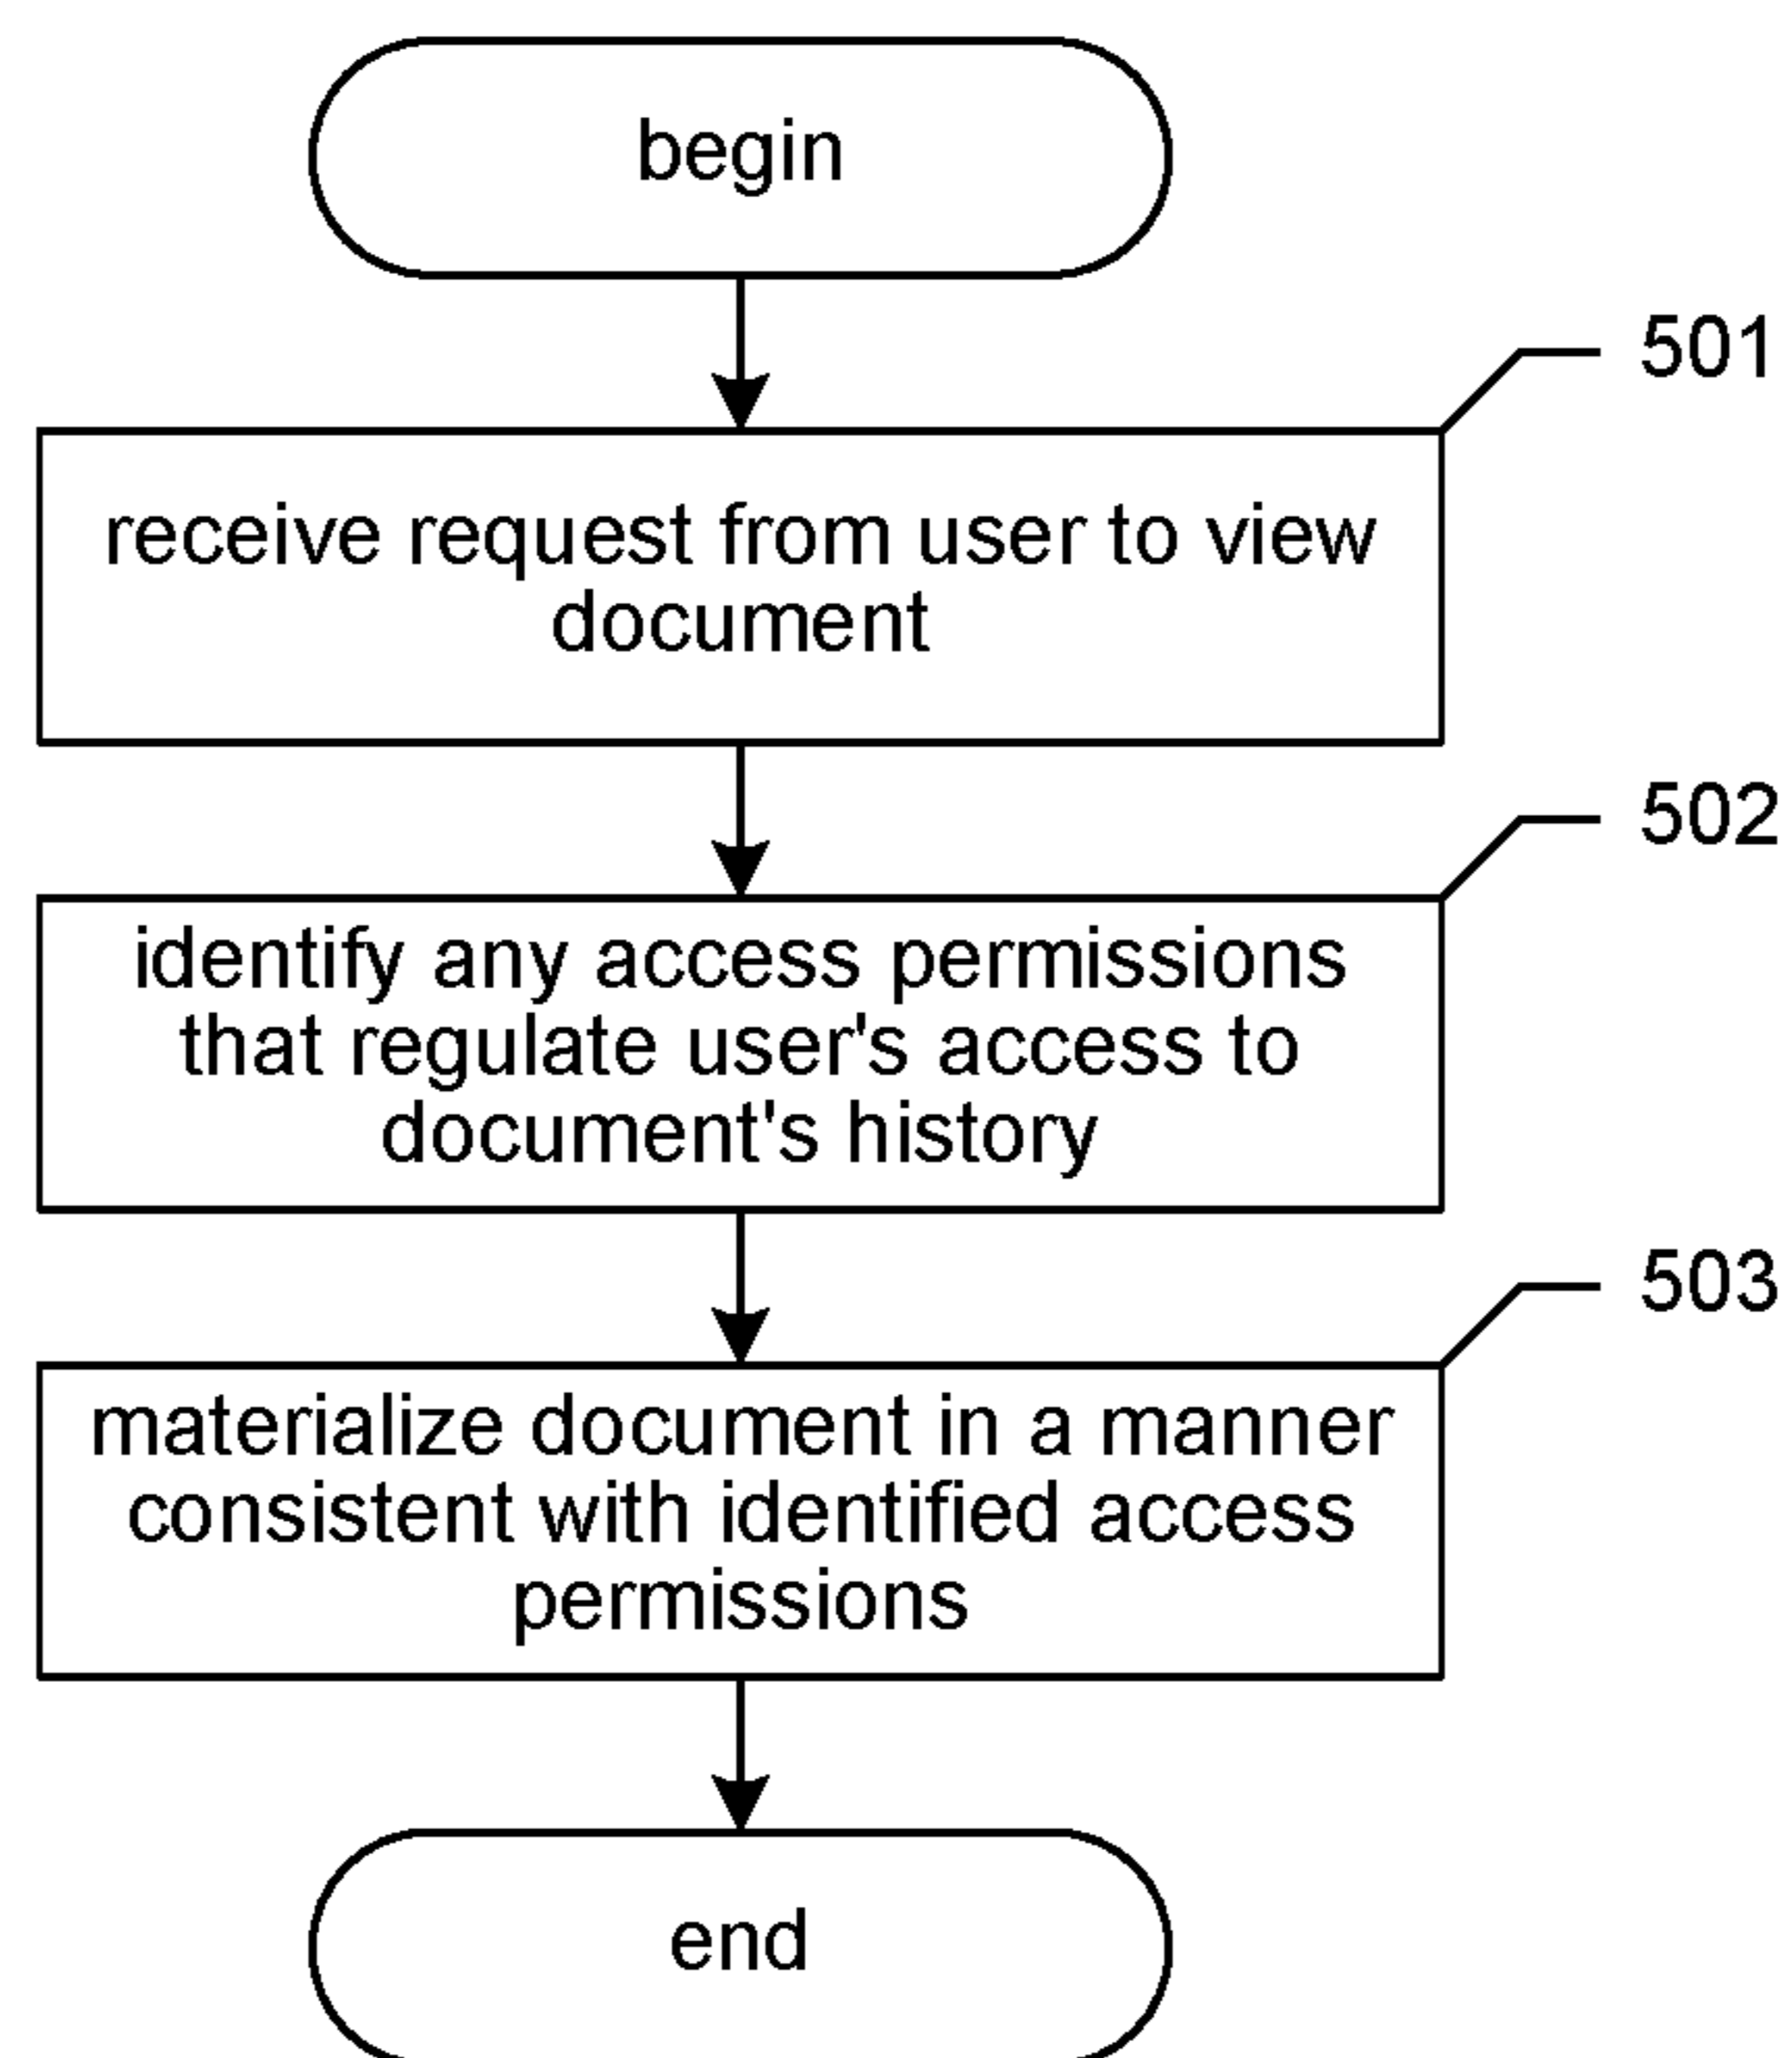 begin
501
receive request from user to view
document
502
identify any access permissions
that regulate user's access to
document's history
503
materialize document in a manner
consistent with identified access
permissions
end